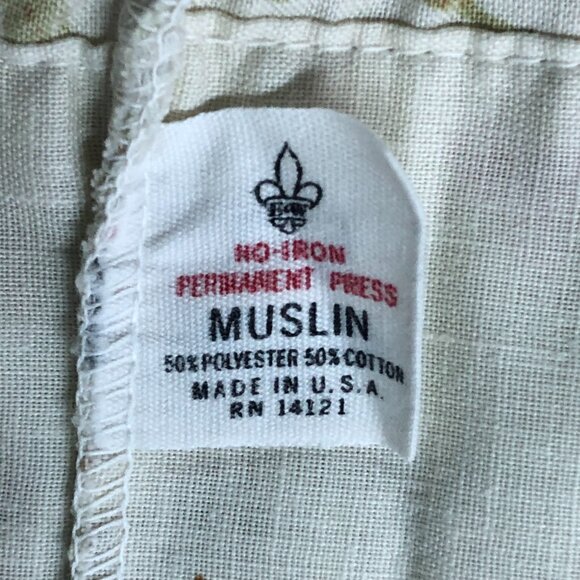 NO-IRON
PERMANENT PRESS
MUSLIN
50% POLYESTER 50% COTTON
MADE IN U.S.A.
RN 14121